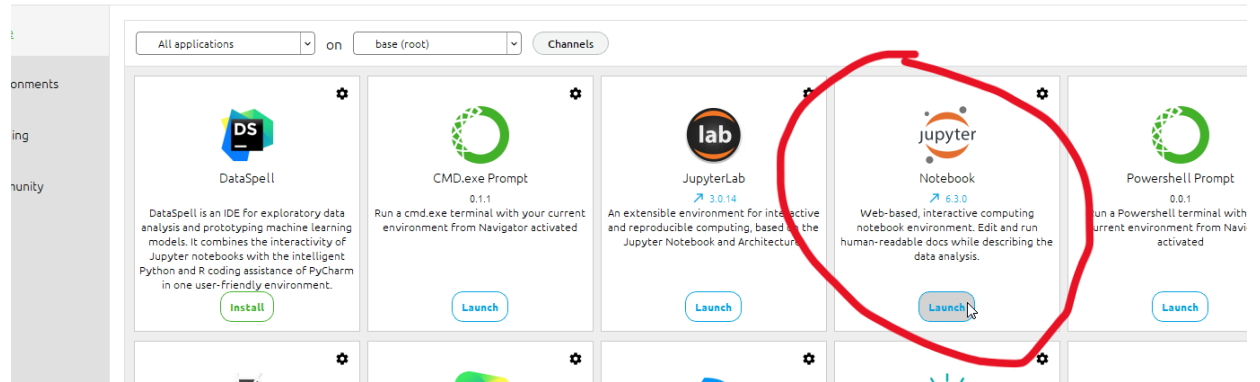 All applications on base (root) Channels
onments
ing
nunity
DS
DataSpell
DataSpell is an IDE for exploratory data
analysis and prototyping machine learning
models. It combines the interactivity of
Jupyter notebooks with the intelligent
Python and R coding assistance of PyCharm
in one user-friendly environment.
Install
CMD.exe Prompt
0.1.1
Run a cmd.exe terminal with your current
environment from Navigator activated
Launch
lab
JupyterLab
3.0.14
An extensible environment for interactive
and reproducible computing, based on the
Jupyter Notebook and Architecture.
Launch
jupyter
Notebook
6.3.0
Web-based, interactive computing
notebook environment. Edit and run
human-readable docs while describing the
data analysis.
Launch
Powershell Prompt
0.0.1
Run a Powershell terminal with
current environment from Navi
activated
Launch